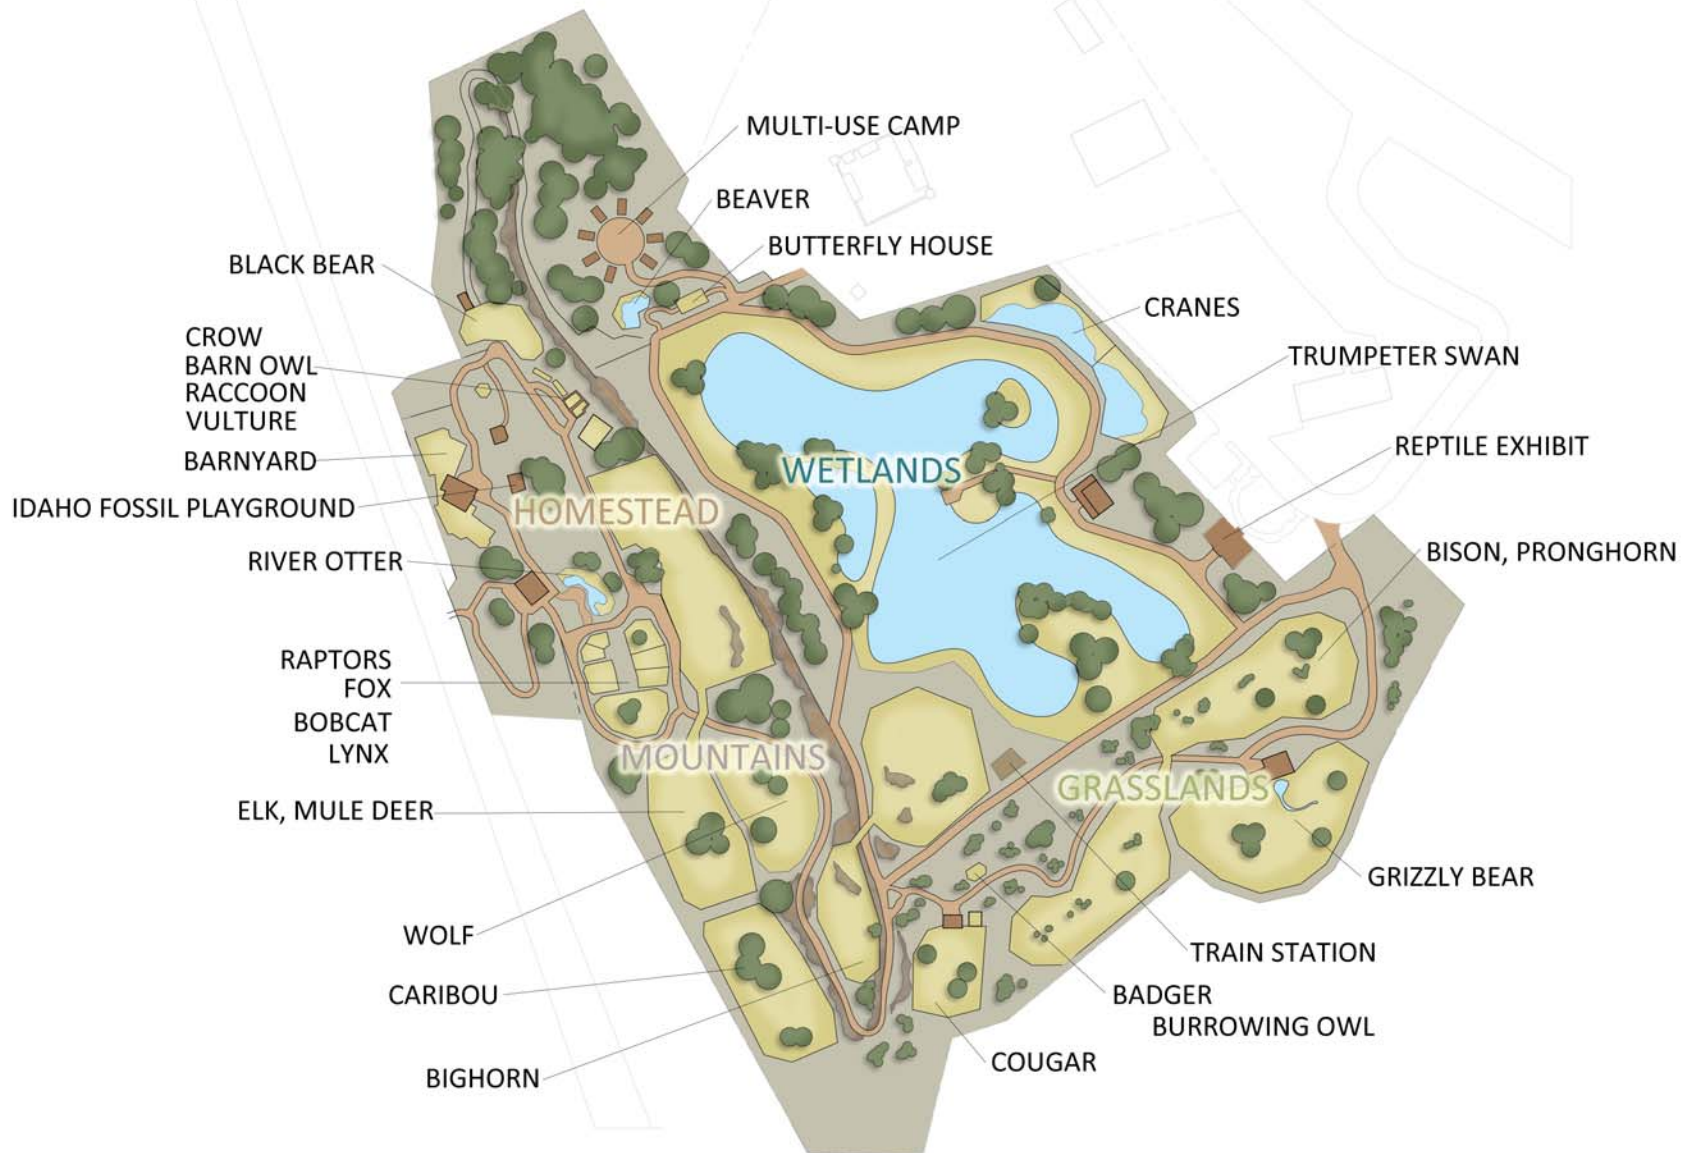 MULTI-USE CAMP
BEAVER
BUTTERFLY HOUSE
BLACK BEAR
CRANES
CROW
BARN OWL
RACCOON
VULTURE
TRUMPETER SWAN
BARNYARD
REPTILE EXHIBIT
WETLANDS
IDAHO FOSSIL PLAYGROUND
HOMESTEAD
RIVER OTTER
BISON, PRONGHORN
RAPTORS
FOX
BOBCAT
LYNX
MOUNTAINS
GRASSLANDS
ELK, MULE DEER
GRIZZLY BEAR
WOLF
TRAIN STATION
CARIBOU
BADGER
BURROWING OWL
COUGAR
BIGHORN